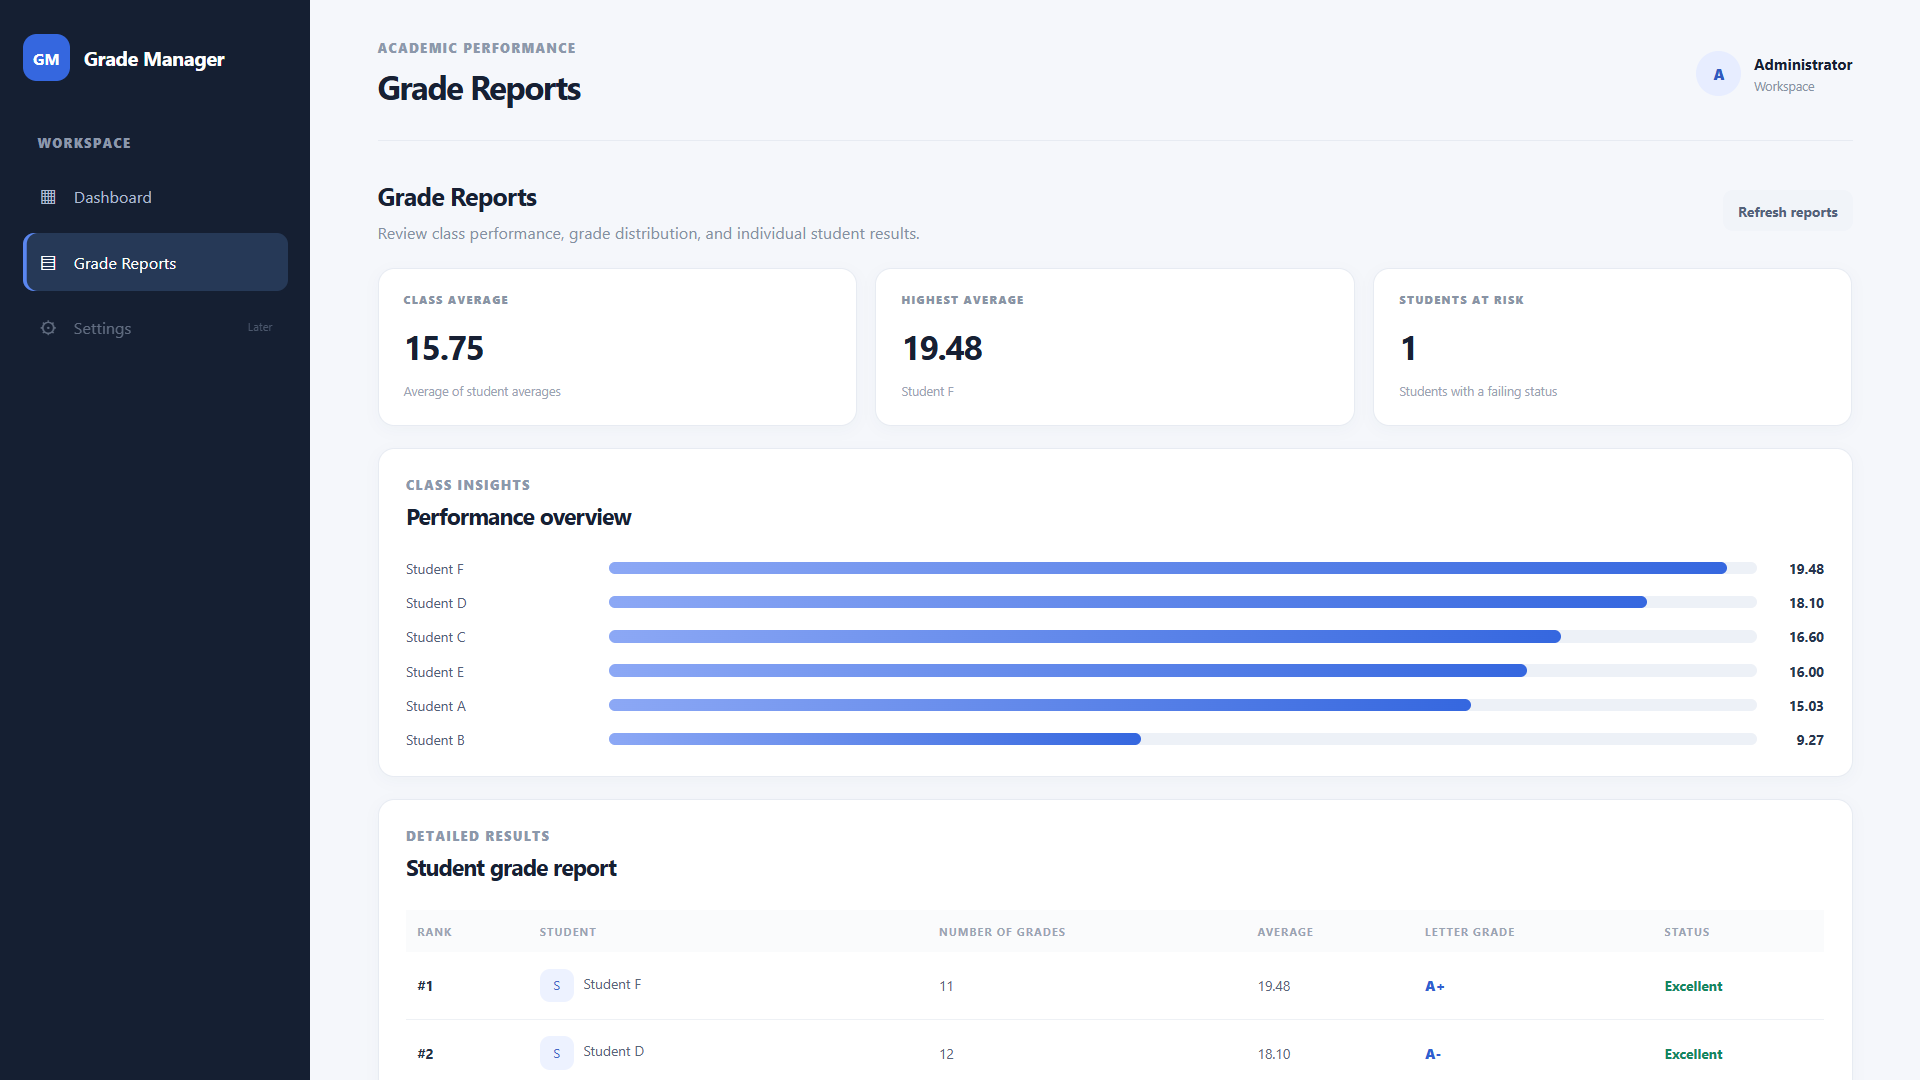 GM
Grade Manager
WORKSPACE
Dashboard
Grade Reports
Settings
Later
ACADEMIC PERFORMANCE
Grade Reports
A
Administrator
Workspace
Grade Reports
Review class performance, grade distribution, and individual student results.
Refresh reports
CLASS AVERAGE
15.75
Average of student averages
HIGHEST AVERAGE
19.48
Student F
STUDENTS AT RISK
1
Students with a failing status
CLASS INSIGHTS
Performance overview
Student F 19.48
Student D 18.10
Student C 16.60
Student E 16.00
Student A 15.03
Student B 9.27
DETAILED RESULTS
Student grade report
RANK STUDENT NUMBER OF GRADES AVERAGE LETTER GRADE STATUS
#1 S Student F 11 19.48 A+ Excellent
#2 S Student D 12 18.10 A- Excellent